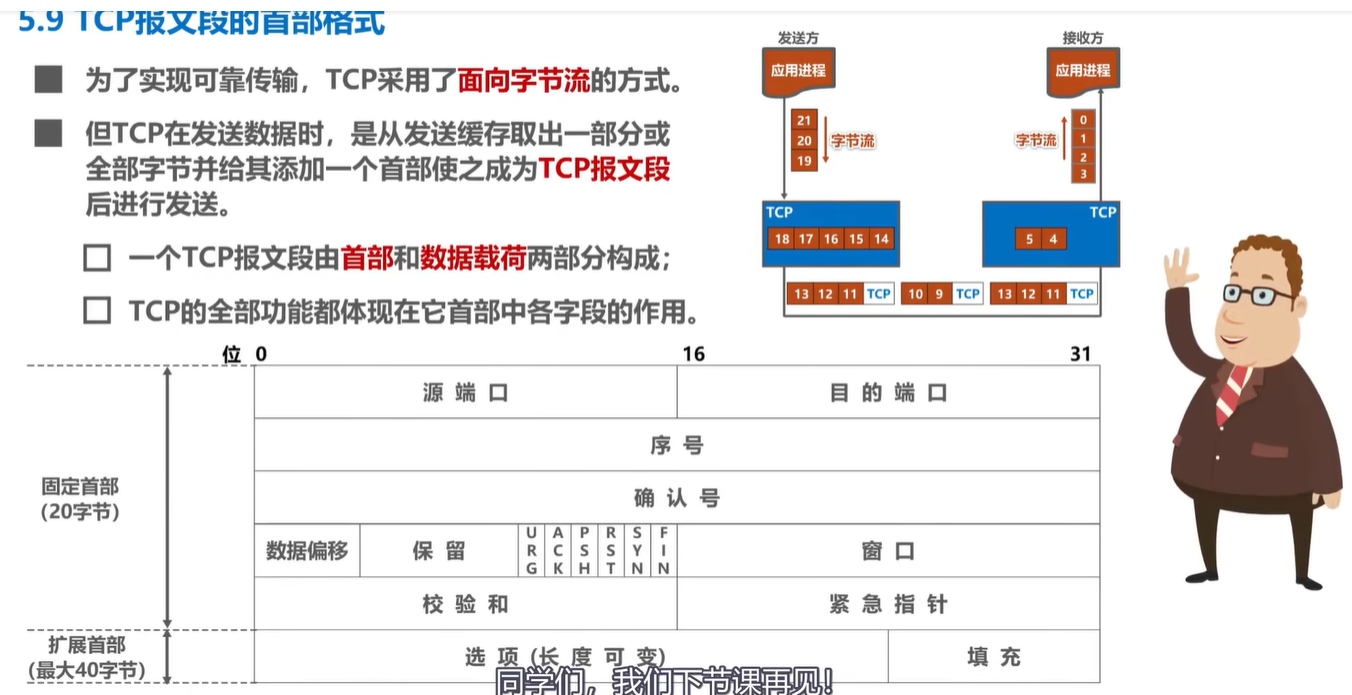 5.9 TCP报文段的首部格式
为了实现可靠传输，TCP采用了面向字节流的方式。
但TCP在发送数据时，是从发送缓存取出一部分或
全部字节并给其添加一个首部使之成为TCP报文段
后进行发送。
一个TCP报文段由首部和数据载荷两部分构成；
TCP的全部功能都体现在它首部中各字段的作用。
发送方
应用进程
21
20
19
字节流
TCP
18 17 16 15 14
接收方
应用进程
字节流
0
1
2
3
TCP
5 4
13 12 11 TCP 10 9 TCP 13 12 11 TCP
位 0 16 31
源端口 目的端口
序号
确认号
固定首部
(20字节)
数据偏移 保留 URG ACK PSH RST SYN FIN 窗口
校验和 紧急指针
扩展首部
(最大40字节)
选项(长度可变) 填充
同学们，我们下节课再见！